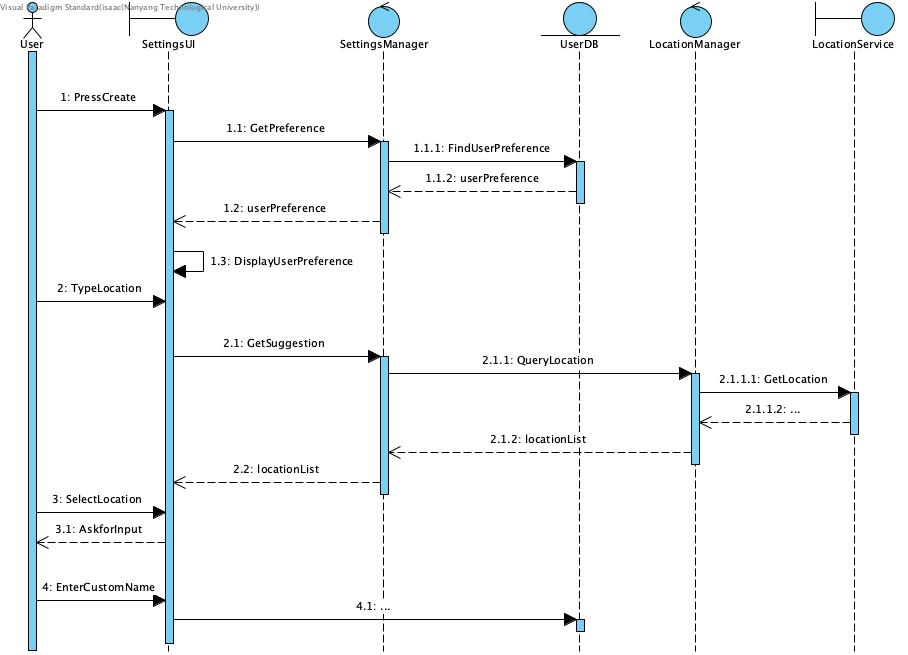 Visual Paradigm Standard(isaac(Nanyang Technological University))
User
SettingsUI
SettingsManager
UserDB
LocationManager
LocationService
1: PressCreate
1.1: GetPreference
1.1.1: FindUserPreference
1.1.2: userPreference
1.2: userPreference
1.3: DisplayUserPreference
2: TypeLocation
2.1: GetSuggestion
2.1.1: QueryLocation
2.1.1.1: GetLocation
2.1.1.2: ...
2.1.2: locationList
2.2: locationList
3: SelectLocation
3.1: AskforInput
4: EnterCustomName
4.1: ...